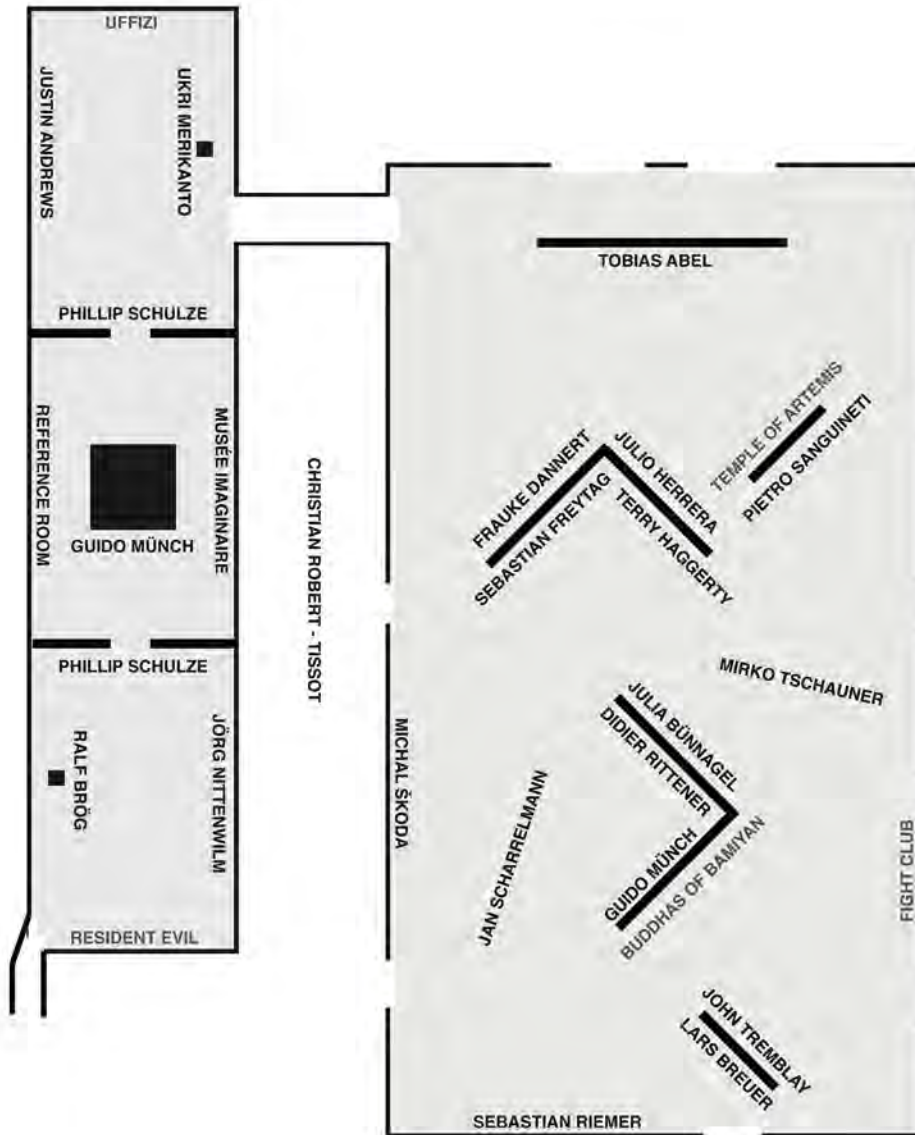 UFFIZI
JUSTIN ANDREWS
UKRI MERIKANTO
PHILLIP SCHULZE
REFERENCE ROOM
GUIDO MÜNCH
MUSÉE IMAGINAIRE
PHILLIP SCHULZE
RALF BRÖG
JÖRG NITTENWILM
RESIDENT EVIL
CHRISTIAN ROBERT - TISSOT
TOBIAS ABEL
TEMPLE OF ARTEMIS
PIETRO SANGUINETI
FRAUKE DANNERT
SEBASTIAN FREYTAG
JULIO HERRERA
TERRY HAGGERTY
MIRKO TSCHAUNER
MICHAL ŠKODA
JULIA BÜNNAGEL
DIDIER RITTENER
JAN SCHARRELMANN
GUIDO MÜNCH
BUDDHAS OF BAMIYAN
FIGHT CLUB
JOHN TREMBLAY
LARS BREUER
SEBASTIAN RIEMER